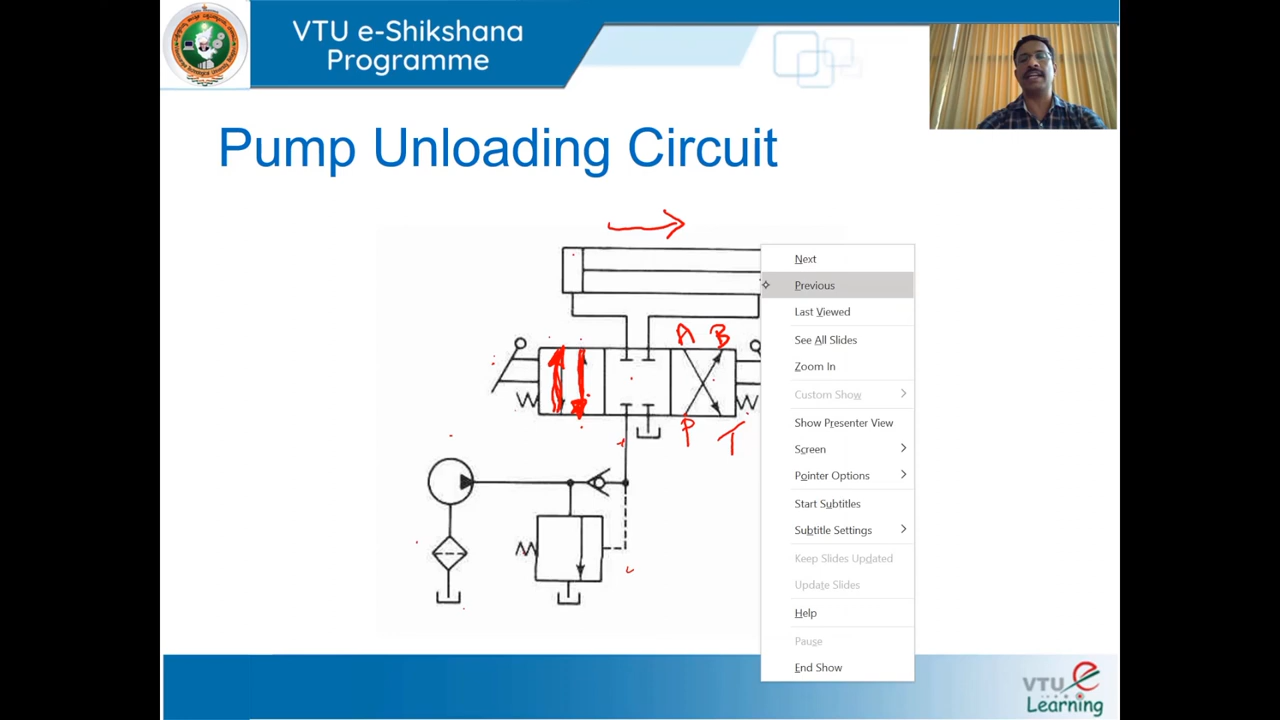 VTU e-Shikshana
Programme
Pump Unloading Circuit
A B
P T
Next
Previous
Last Viewed
See All Slides
Zoom In
Custom Show
Show Presenter View
Screen
Pointer Options
Start Subtitles
Subtitle Settings
Keep Slides Updated
Update Slides
Help
Pause
End Show
VTU e
Learning